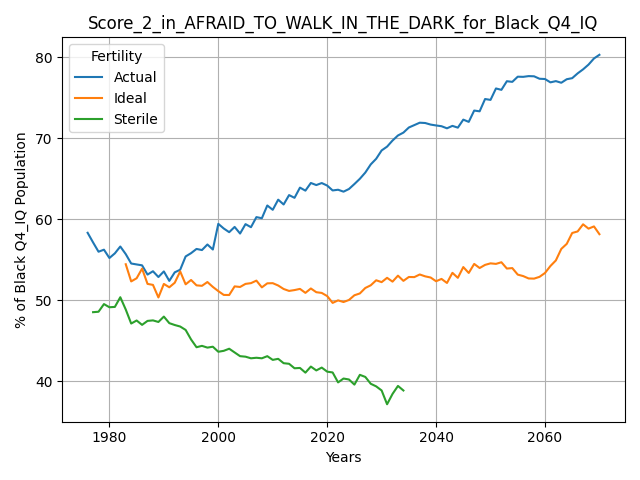 Score_2_in_AFRAID_TO_WALK_IN_THE_DARK_for_Black_Q4_IQ
Fertility
Actual
Ideal
Sterile
% of Black Q4_IQ Population
80
70
60
50
40
1980
2000
2020
2040
2060
Years